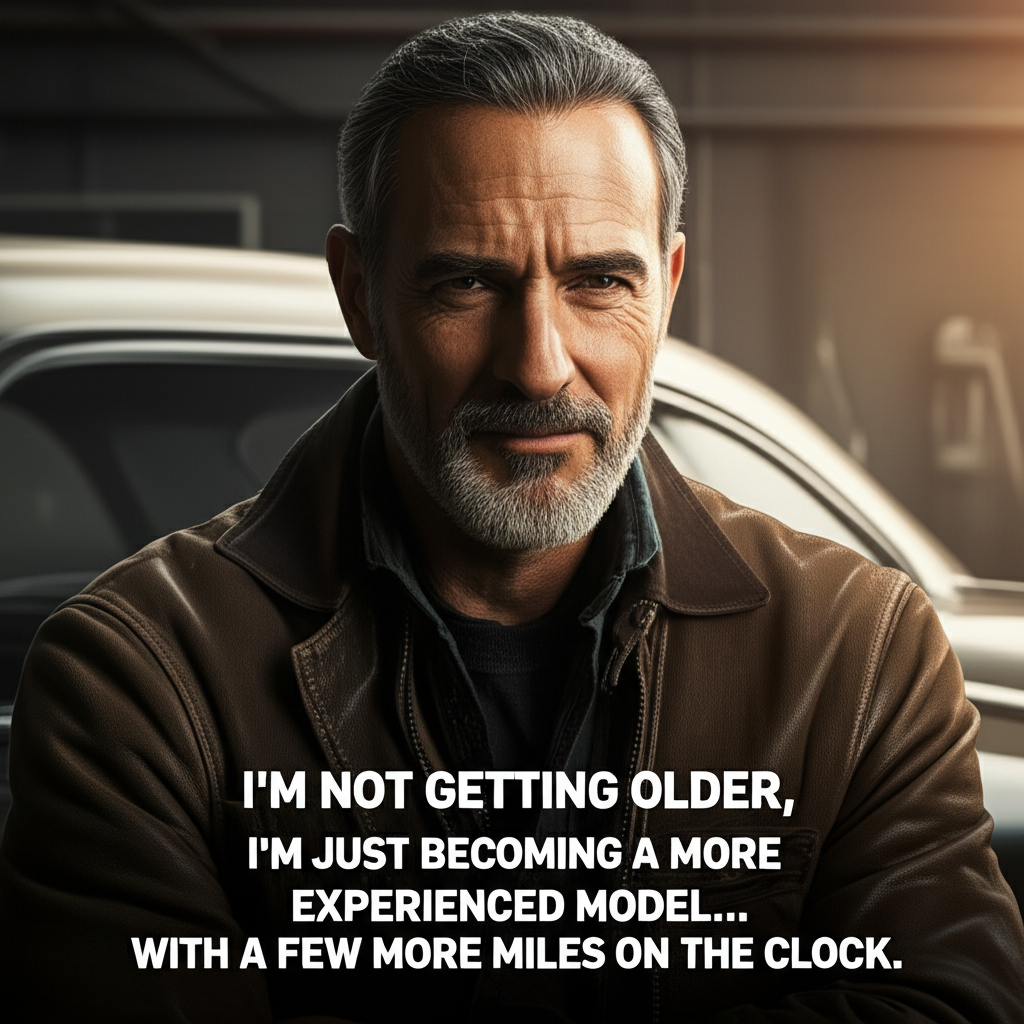 I'M NOT GETTING OLDER,
I'M JUST BECOMING A MORE
EXPERIENCED MODEL...
WITH A FEW MORE MILES ON THE CLOCK.